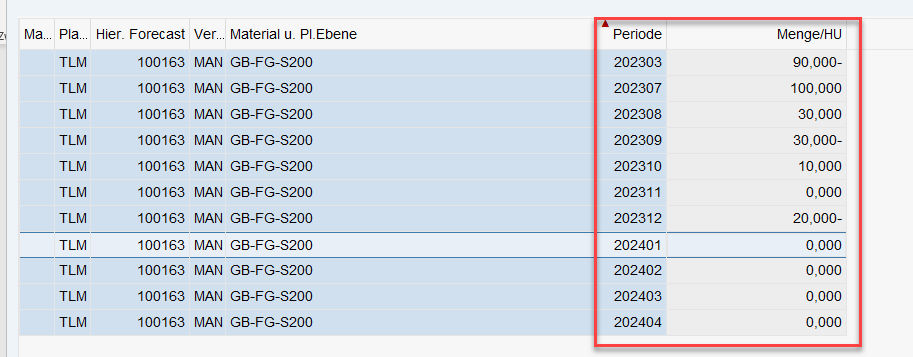 Ma... Pla... Hier. Forecast Ver... Material u. Pl.Ebene Periode Menge/HU
TLM 100163 MAN GB-FG-S200 202303 90,000-
TLM 100163 MAN GB-FG-S200 202307 100,000
TLM 100163 MAN GB-FG-S200 202308 30,000
TLM 100163 MAN GB-FG-S200 202309 30,000-
TLM 100163 MAN GB-FG-S200 202310 10,000
TLM 100163 MAN GB-FG-S200 202311 0,000
TLM 100163 MAN GB-FG-S200 202312 20,000-
TLM 100163 MAN GB-FG-S200 202401 0,000
TLM 100163 MAN GB-FG-S200 202402 0,000
TLM 100163 MAN GB-FG-S200 202403 0,000
TLM 100163 MAN GB-FG-S200 202404 0,000